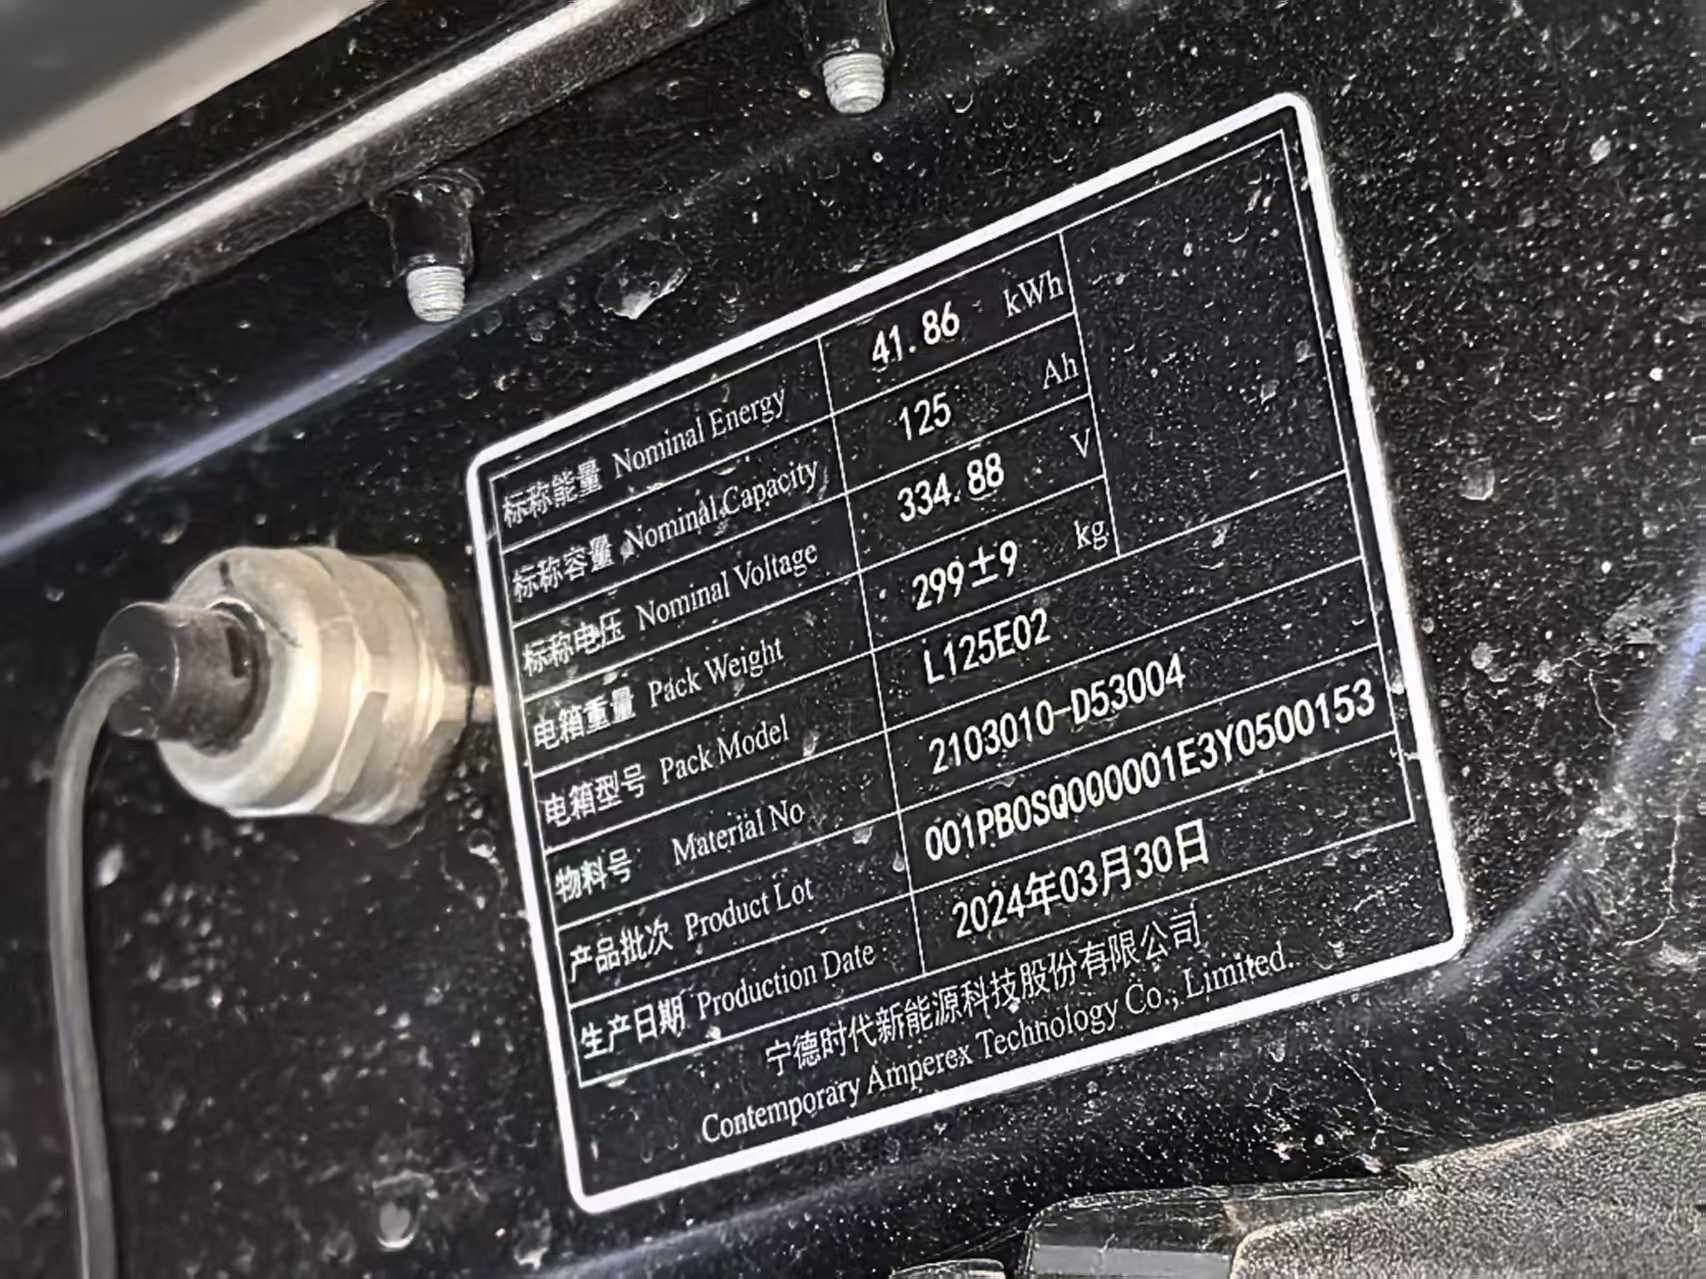 标称能量 Nominal Energy 41.86 kWh
标称容量 Nominal Capacity 125 Ah
标称电压 Nominal Voltage 334.88 V
电箱重量 Pack Weight 299±9 kg
电箱型号 Pack Model L125E02
物料号 Material No 2103010-D53004
产品批次 Product Lot 001PB0SQ000001E3Y0500153
生产日期 Production Date 2024年03月30日
宁德时代新能源科技股份有限公司
Contemporary Amperex Technology Co., Limited.